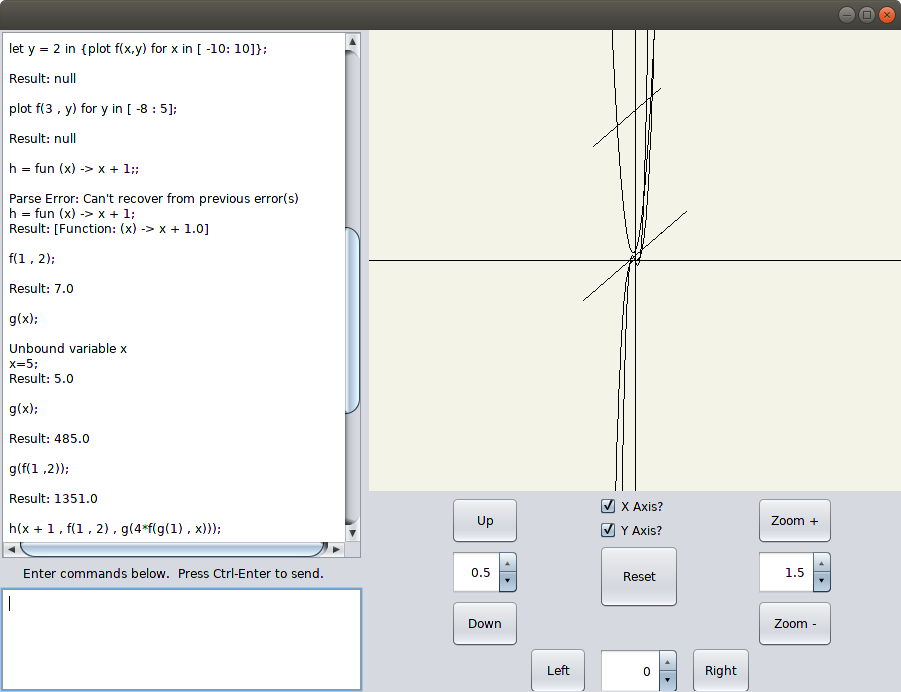 let y = 2 in {plot f(x,y) for x in [ -10: 10]};
Result: null
plot f(3 , y) for y in [ -8 : 5];
Result: null
h = fun (x) -> x + 1;;
Parse Error: Can't recover from previous error(s)
h = fun (x) -> x + 1;
Result: [Function: (x) -> x + 1.0]
f(1 , 2);
Result: 7.0
g(x);
Unbound variable x
x=5;
Result: 5.0
g(x);
Result: 485.0
g(f(1 ,2));
Result: 1351.0
h(x + 1 , f(1 , 2) , g(4*f(g(1) , x)));
Enter commands below.  Press Ctrl-Enter to send.
Up
X Axis?
Y Axis?
Zoom +
0.5
Reset
1.5
Down
Zoom -
Left
0
Right